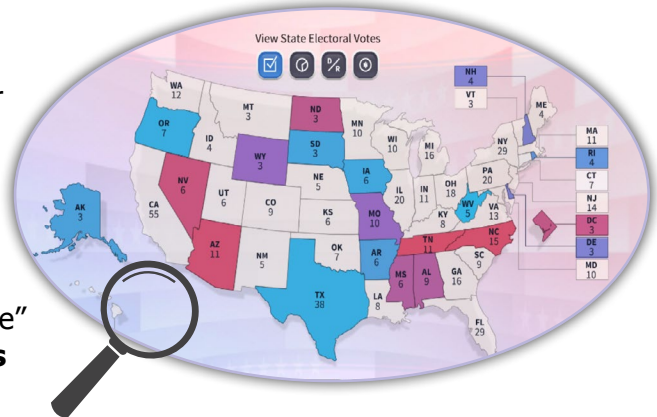 View State Electoral Votes
D/R
WA
12
OR
7
CA
55
NV
6
ID
4
MT
3
WY
3
UT
6
AZ
11
CO
9
NM
5
ND
3
SD
3
NE
5
KS
6
OK
7
TX
38
MN
10
IA
6
MO
10
AR
6
LA
8
WI
10
IL
20
MI
16
IN
11
OH
18
KY
8
TN
11
MS
6
AL
9
GA
16
FL
29
SC
9
NC
15
VA
13
WV
5
PA
20
NY
29
ME
4
NH
4
VT
3
MA
11
RI
4
CT
7
NJ
14
DC
3
DE
3
MD
10
AK
3
e”
s